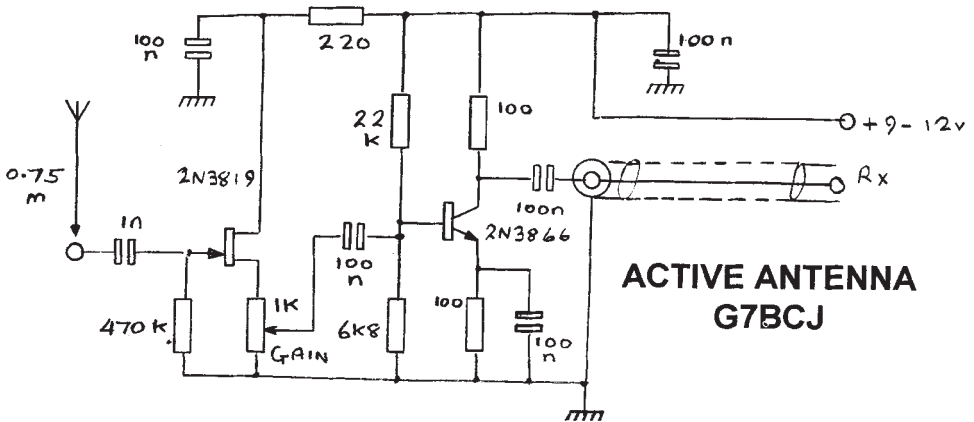 100
n
220
100n
22
k
100
+9-12v
0.75
m
2N3819
Rx
1n
100n
2N3866
100
n
470k
1K
GAIN
6K8
100
100
n
ACTIVE ANTENNA
G7BCJ